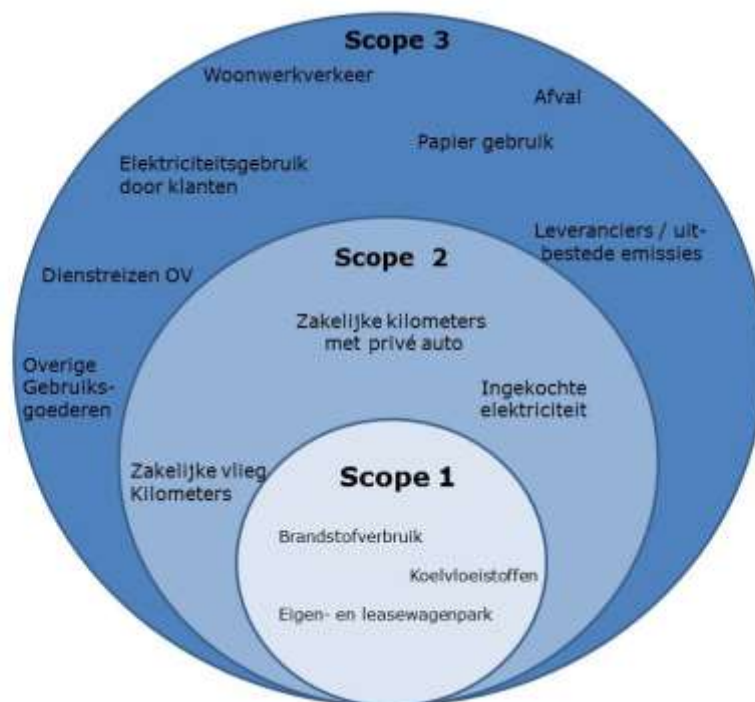 Scope 3
Woonwerkverkeer
Afval
Papier gebruik
Elektriciteitsgebruik
door klanten
Leveranciers / uit-
bestede emissies
Dienstreizen OV
Scope 2
Zakelijke kilometers
met privé auto
Overige
Gebruiks-
goederen
Ingekochte
elektriciteit
Zakelijke vlieg
Kilometers
Scope 1
Brandstofverbruik
Koelvloeistoffen
Eigen- en leasewagenpark